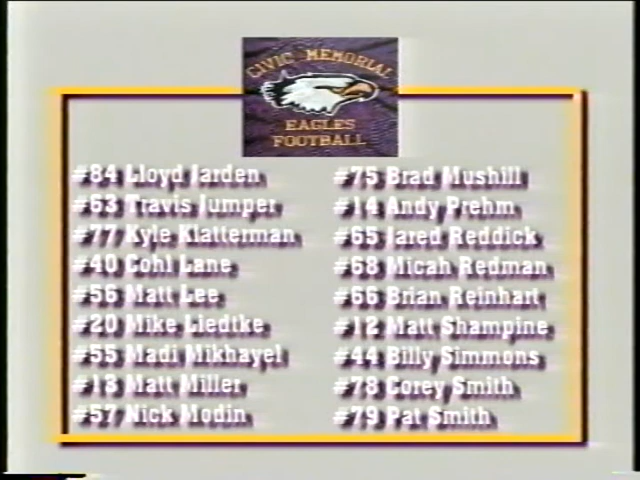 CIVIC MEMORIAL
EAGLES
FOOTBALL
#84 Lloyd Jarden
#63 Travis Jumper
#77 Kyle Klatterman
#40 Cohl Lane
#56 Matt Lee
#20 Mike Liedtke
#55 Madi Mikhayel
#13 Matt Miller
#57 Nick Modin
#75 Brad Mushill
#14 Andy Prehm
#65 Jared Reddick
#68 Micah Redman
#66 Brian Reinhart
#12 Matt Shampine
#44 Billy Simmons
#78 Corey Smith
#79 Pat Smith